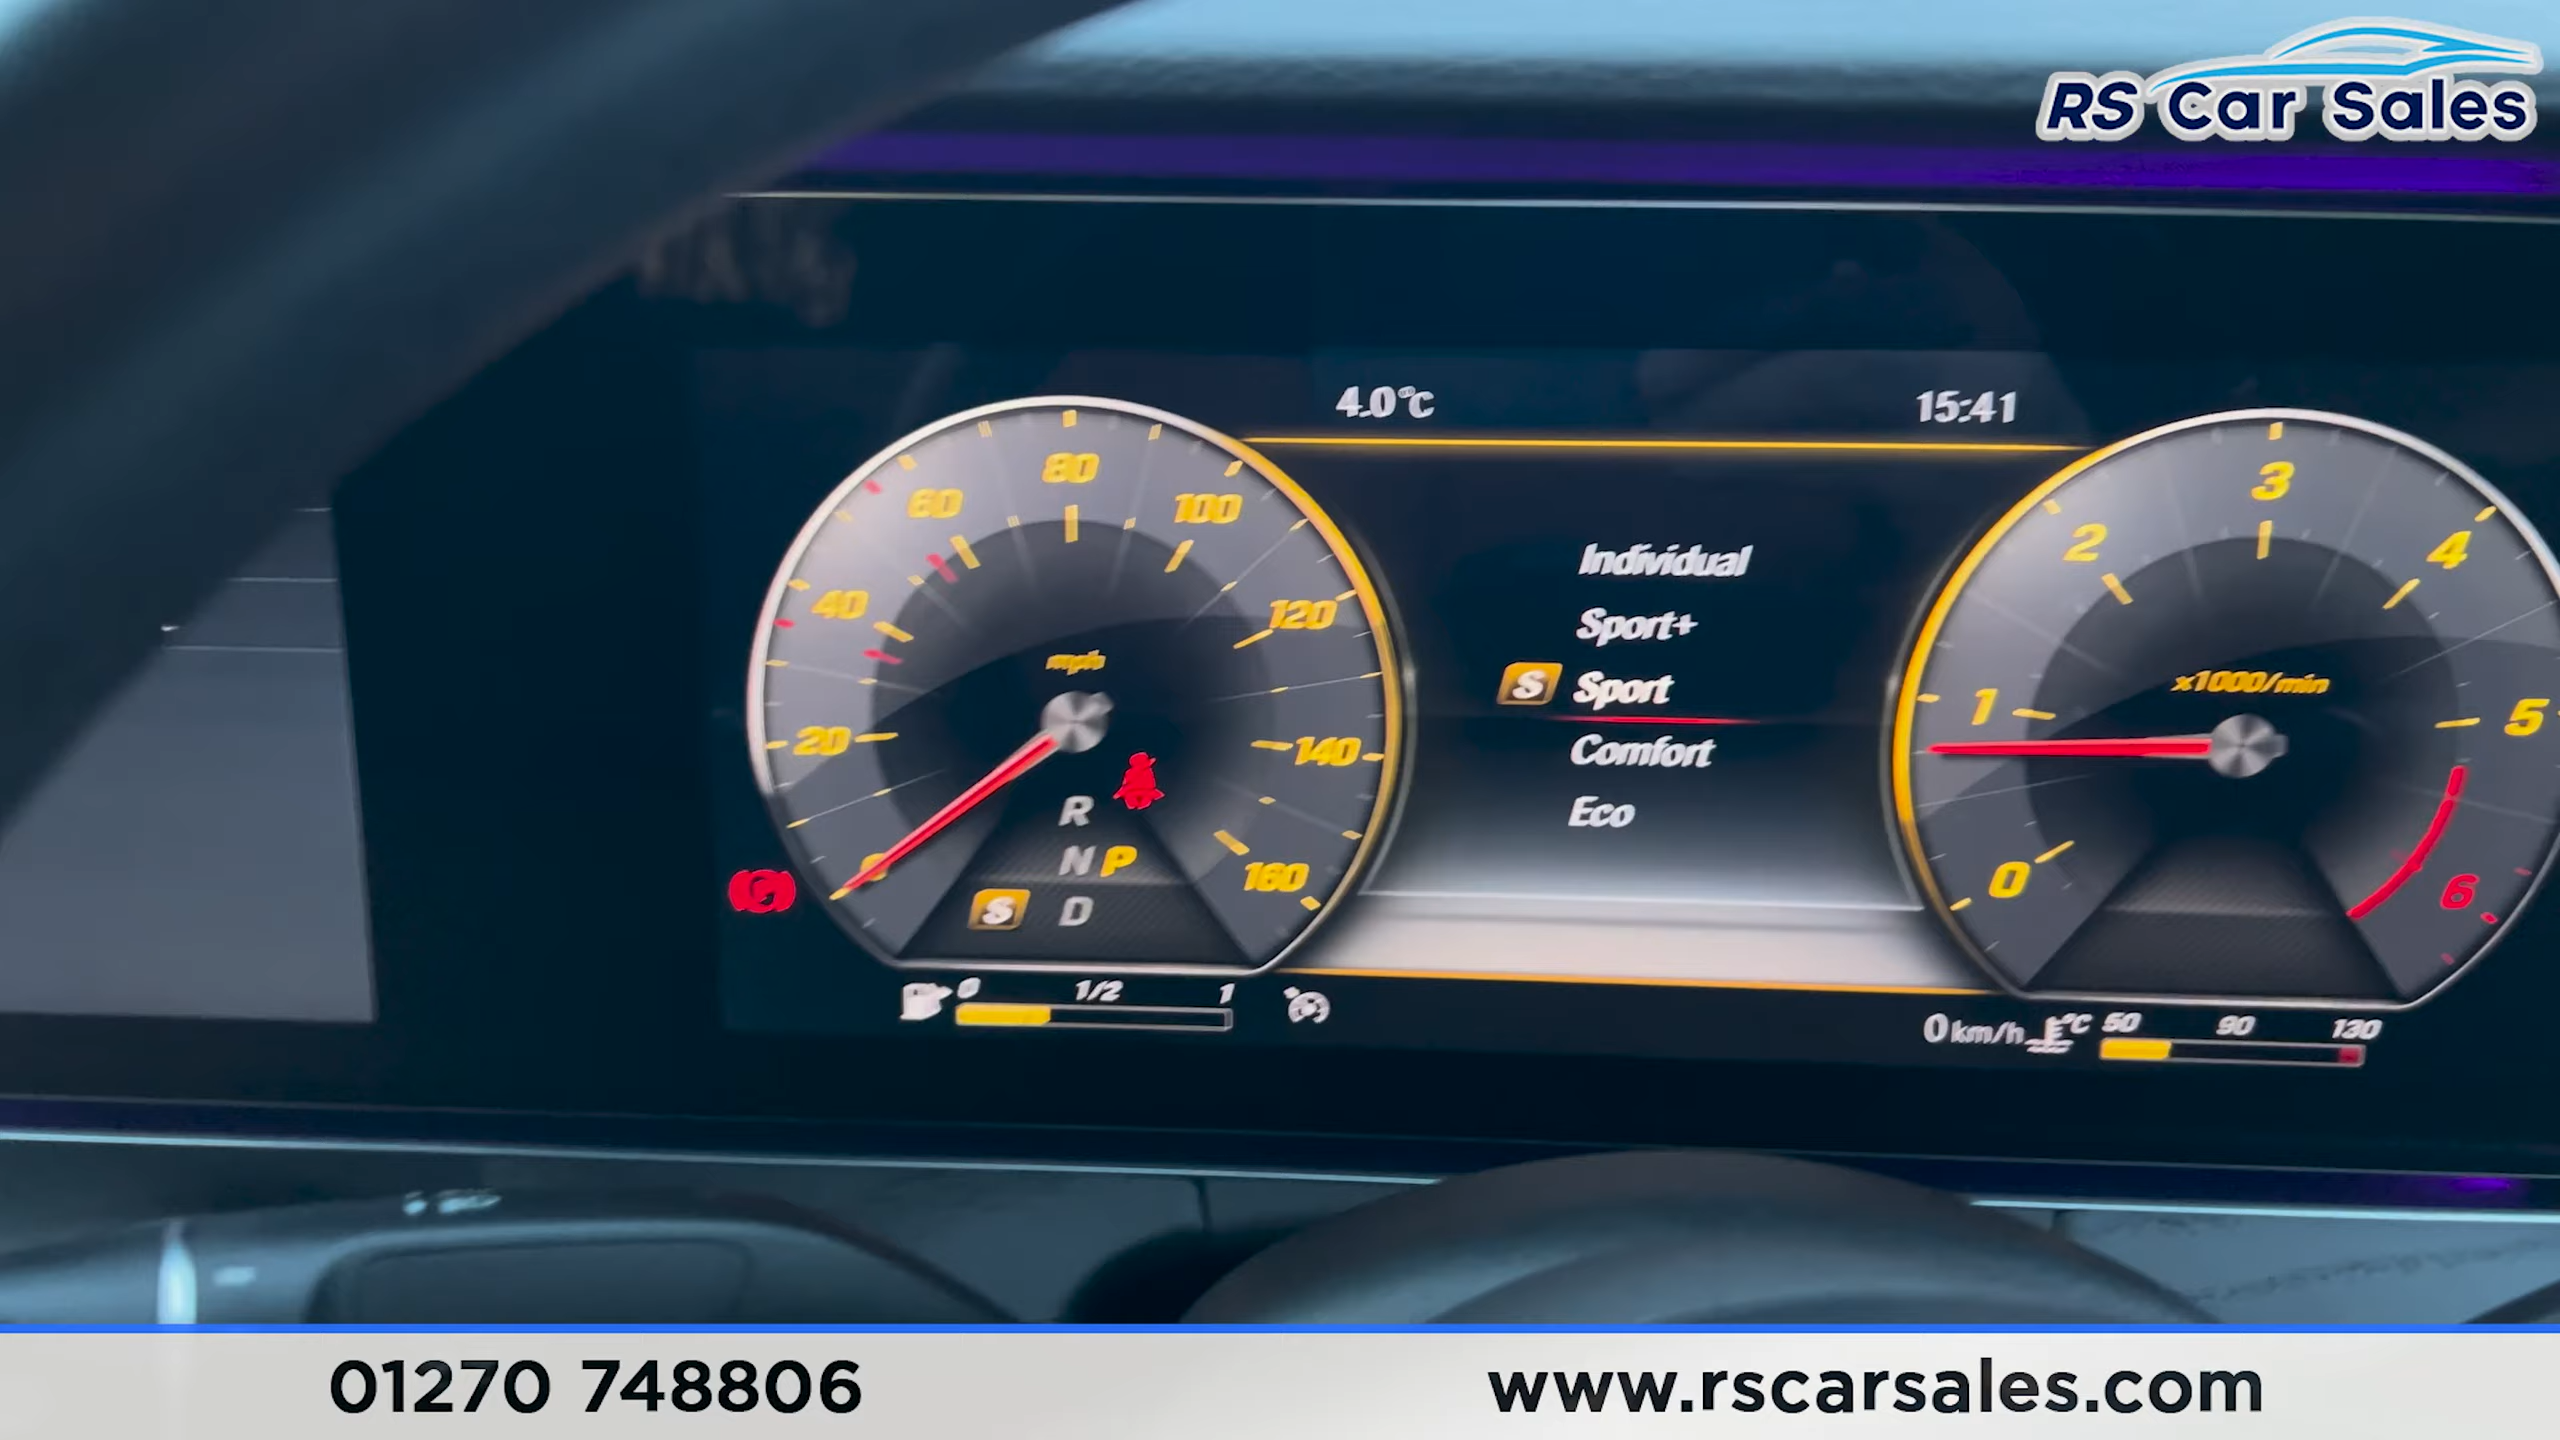 RS Car Sales
4.0°C 15:41
0 20 40 60 80 100 120 140 160
mph
R
N P
S D
0 1/2 1
Individual
Sport+
S Sport
Comfort
Eco
0 1 2 3 4 5 6
x1000/min
0 km/h °C 50 90 130
01270 748806
www.rscarsales.com